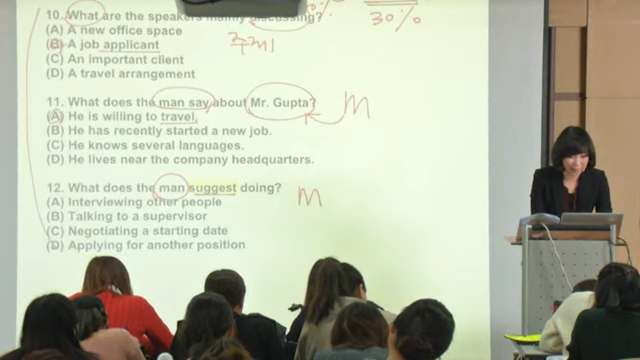 30%
10. What are the speakers mainly discussing?
(A) A new office space
주제
(B) A job applicant
(C) An important client
(D) A travel arrangement
11. What does the man say about Mr. Gupta?
M
(A) He is willing to travel.
(B) He has recently started a new job.
(C) He knows several languages.
(D) He lives near the company headquarters.
12. What does the man suggest doing?
M
(A) Interviewing other people
(B) Talking to a supervisor
(C) Negotiating a starting date
(D) Applying for another position